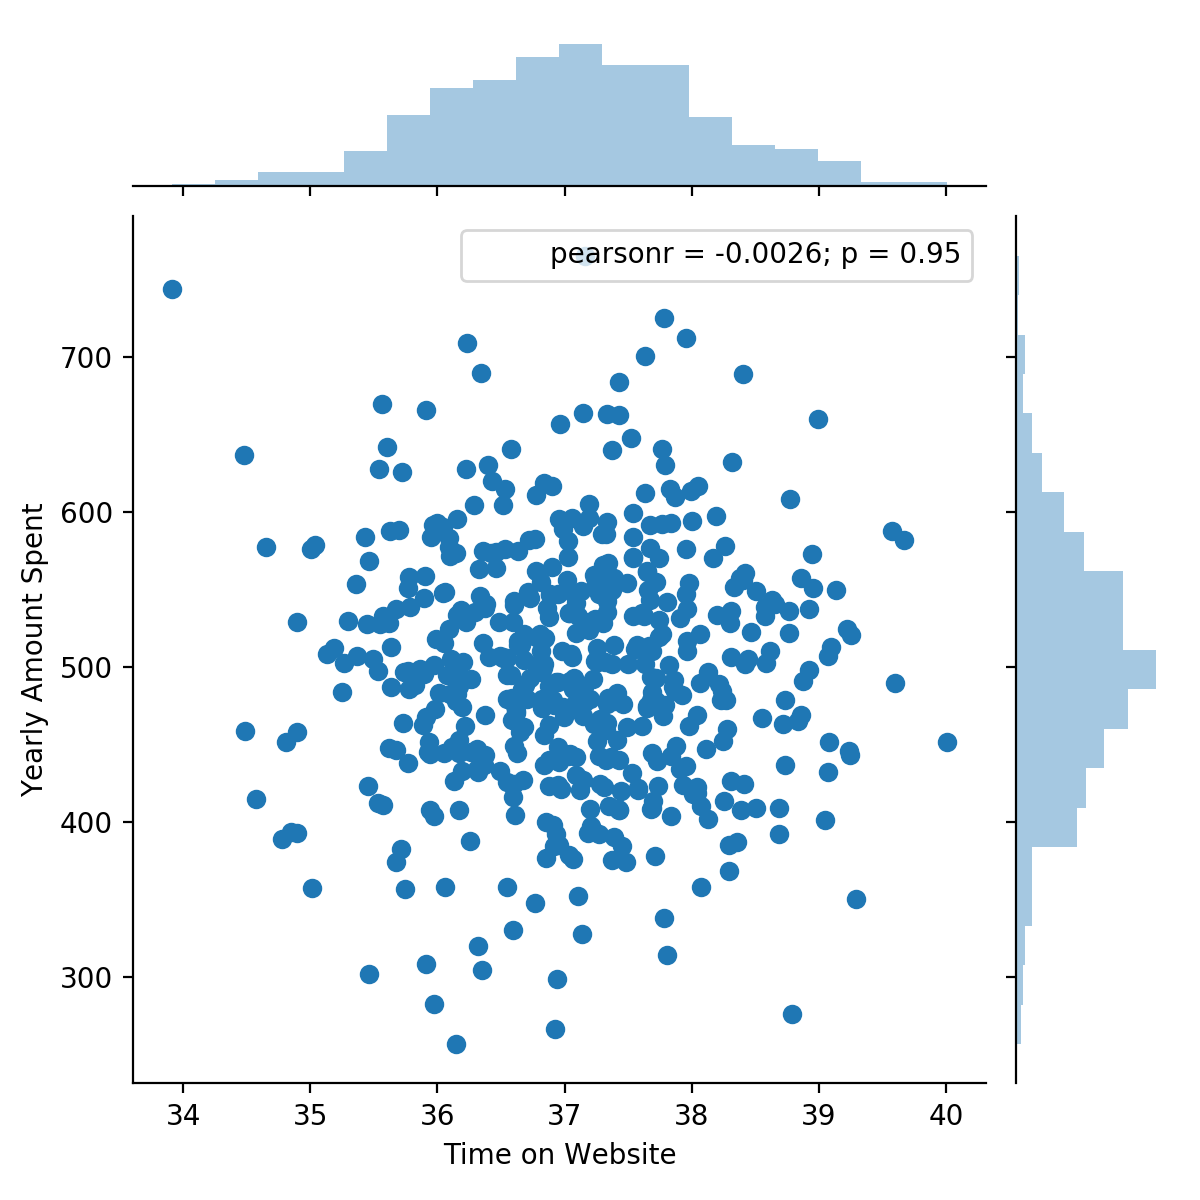 pearsonr = -0.0026; p = 0.95
700
600
500
400
300
Yearly Amount Spent
34 35 36 37 38 39 40
Time on Website